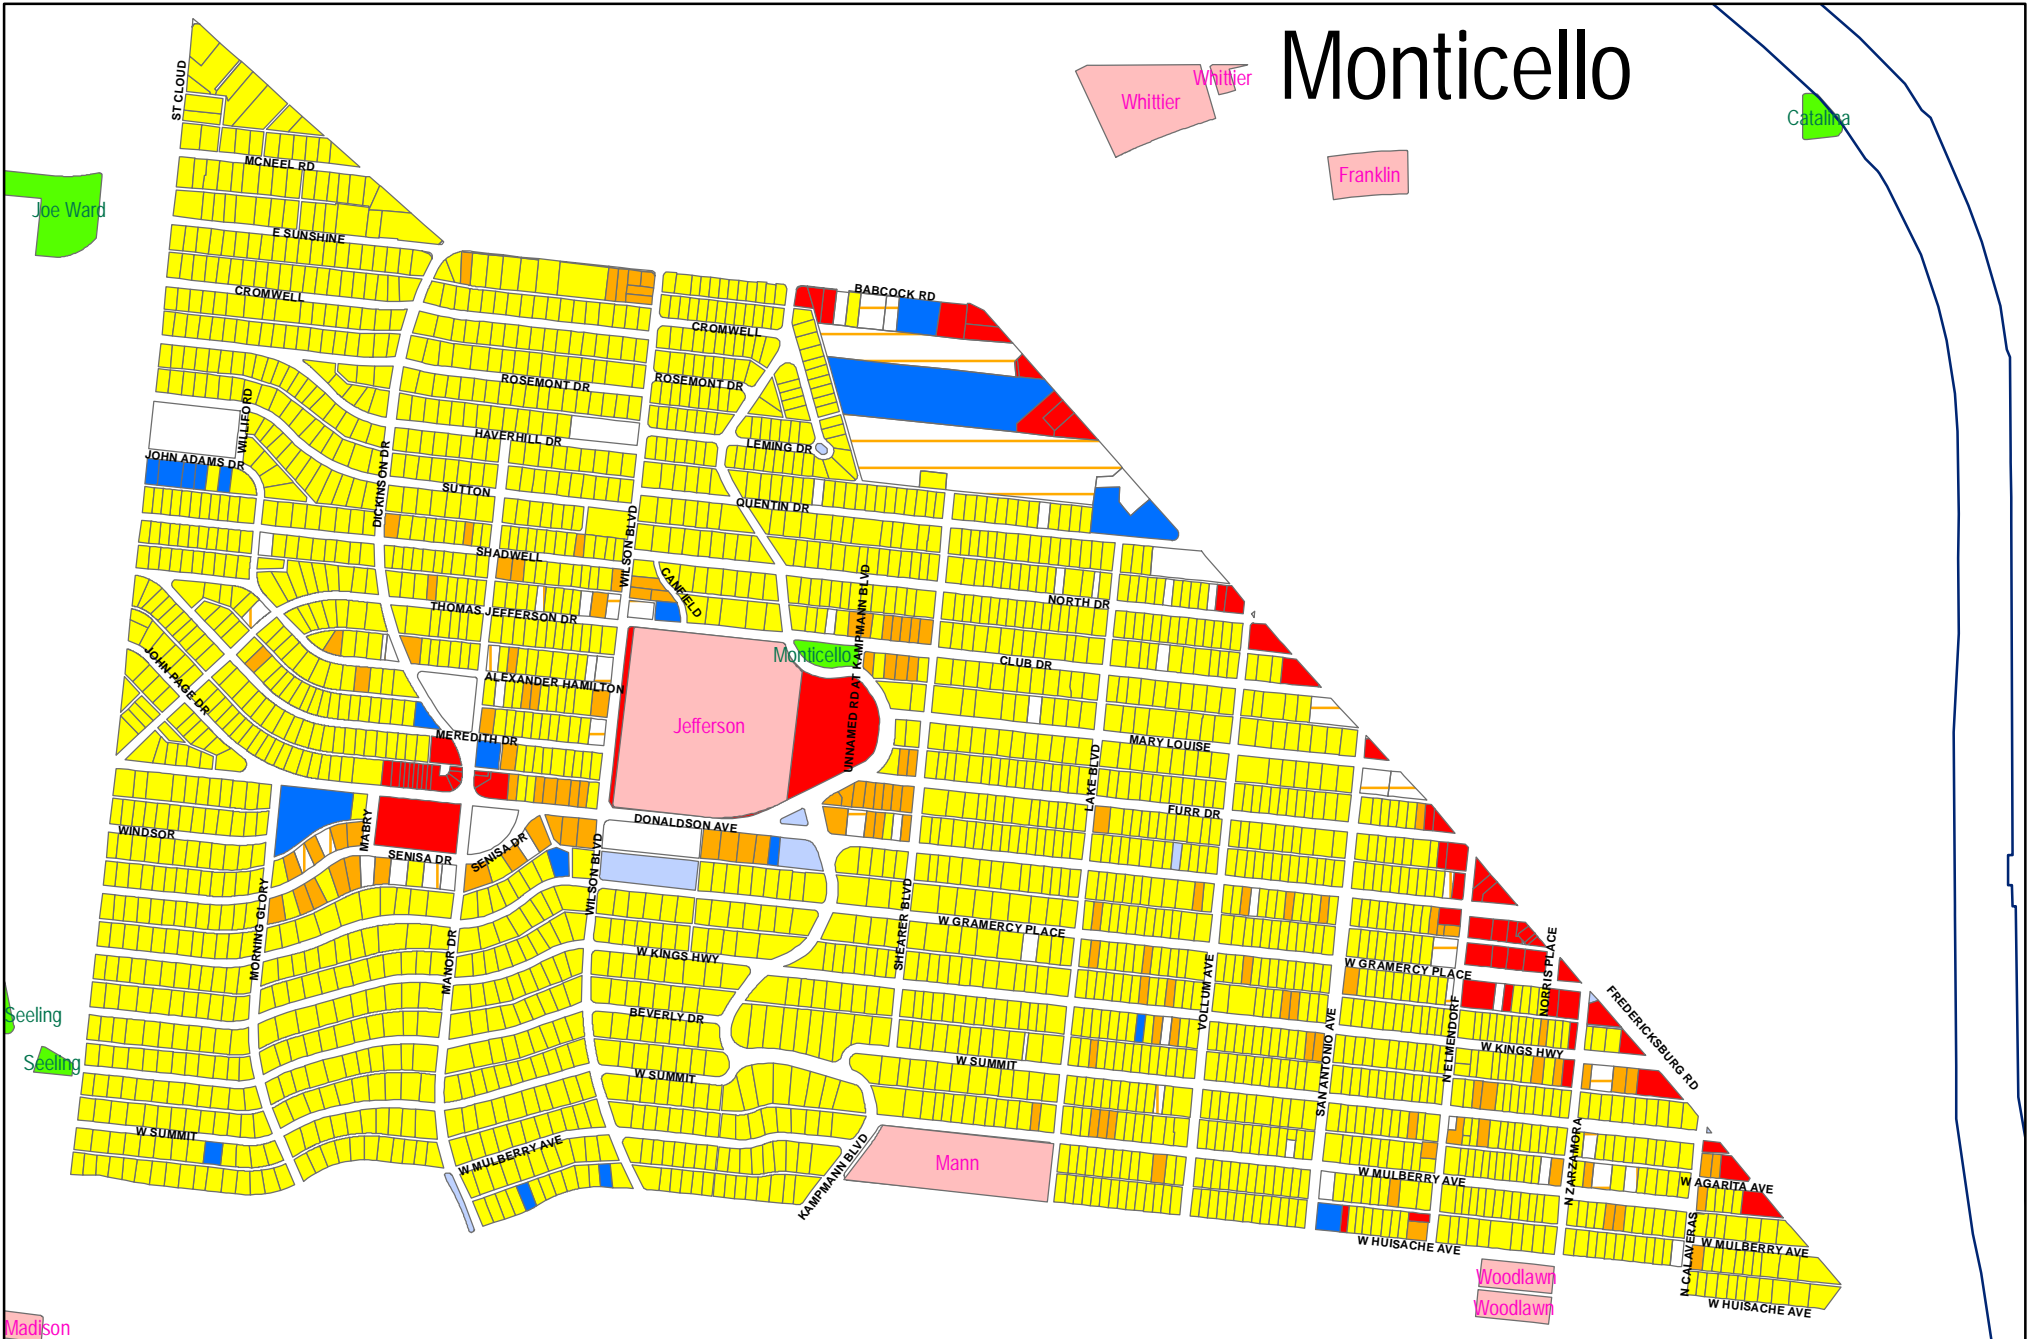 Monticello
Whittier
Whittier
Catalina
ST CLOUD
MCNEEL RD
Franklin
Joe Ward
E SUNSHINE
CROMWELL
BABCOCK RD
CROMWELL
ROSEMONT DR
ROSEMONT DR
WILLIFORD
HAVERHILL DR
LEMING DR
JOHN ADAMS DR
DICKINSON DR
SUTTON
QUENTIN DR
SHADWELL
WILSON BLVD
CANFIELD
THOMAS JEFFERSON DR
NORTH DR
UNNAMED RD AT KAMPMANN BLVD
Monticello
CLUB DR
JOHN PAGE DR
ALEXANDER HAMILTON
Jefferson
MEREDITH DR
MARY LOUISE
LAKE BLVD
FURR DR
WINDSOR
MABRY
DONALDSON AVE
SENISA DR
SENISA DR
WILSON BLVD
MORNING GLORY
MANOR DR
SHEARER BLVD
W GRAMERCY PLACE
W KINGS HWY
W GRAMERCY PLACE
NORRIS PLACE
VOLLUM AVE
FREDERICKSBURG RD
Seeling
BEVERLY DR
SAN ANTONIO AVE
N ELMENDORF
W KINGS HWY
Seeling
W SUMMIT
W SUMMIT
W SUMMIT
W MULBERRY AVE
KAMPMANN BLVD
Mann
N ZARZAMORA
W MULBERRY AVE
W AGARITA AVE
W HUISACHE AVE
N CALAVERAS
W MULBERRY AVE
Woodlawn
Woodlawn
W HUISACHE AVE
Madison